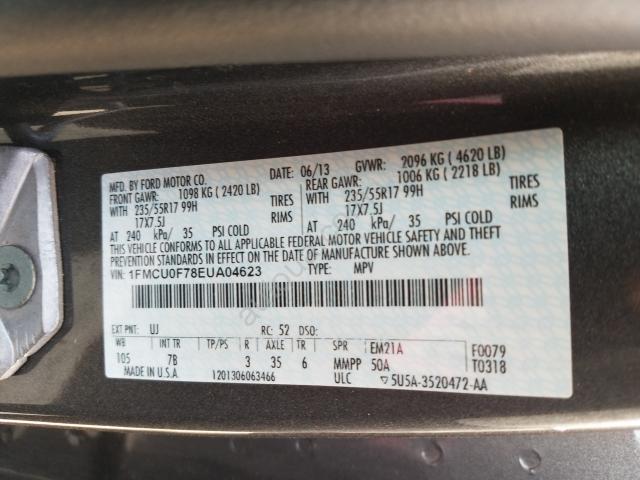 MFD. BY FORD MOTOR CO. DATE: 06/13 GVWR: 2096 KG ( 4620 LB)
FRONT GAWR: 1098 KG ( 2420 LB) REAR GAWR: 1006 KG ( 2218 LB)
WITH 235/55R17 99H RIMS WITH 235/55R17 99H RIMS
17X7.5J 17X7.5J
AT 240 kPa/ 35 PSI COLD AT 240 kPa/ 35 PSI COLD
THIS VEHICLE CONFORMS TO ALL APPLICABLE FEDERAL MOTOR VEHICLE SAFETY AND THEFT
PREVENTION STANDARDS IN EFFECT ON THE DATE OF MANUFACTURE SHOWN ABOVE.
VIN: 1FMCU0F78EUA04623 TYPE: MPV
EXT PNT: UJ RC: 52 DSO:
WB INT TR TP/PS R AXLE TR SPR EM21A F0079
105 7B 3 35 6 MMPP 50A T0318
MADE IN U.S.A. 1201306063466 ULC 5U5A-3520472-AA